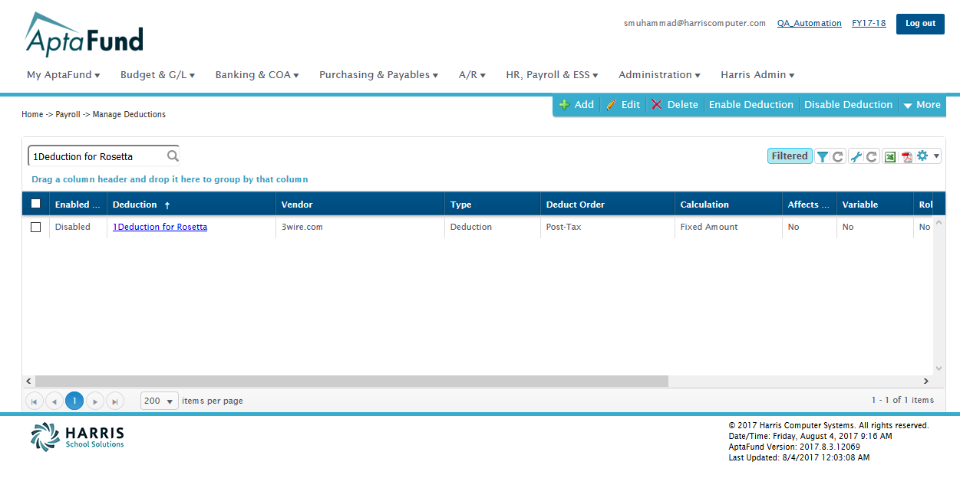 smuhammad@harriscomputer.com QA_Automation FY17-18 Log out
AptaFund
My AptaFund Budget & G/L Banking & COA Purchasing & Payables A/R HR, Payroll & ESS Administration Harris Admin
Add Edit Delete Enable Deduction Disable Deduction More
Home -> Payroll -> Manage Deductions
1Deduction for Rosetta Filtered
Drag a column header and drop it here to group by that column
Enabled ... Deduction ↑ Vendor Type Deduct Order Calculation Affects ... Variable Rol
Disabled 1Deduction for Rosetta 3wire.com Deduction Post-Tax Fixed Amount No No No
1 200 items per page 1 - 1 of 1 items
HARRIS
School Solutions
© 2017 Harris Computer Systems. All rights reserved.
Date/Time: Friday, August 4, 2017 9:16 AM
AptaFund Version: 2017.8.3.12069
Last Updated: 8/4/2017 12:03:08 AM